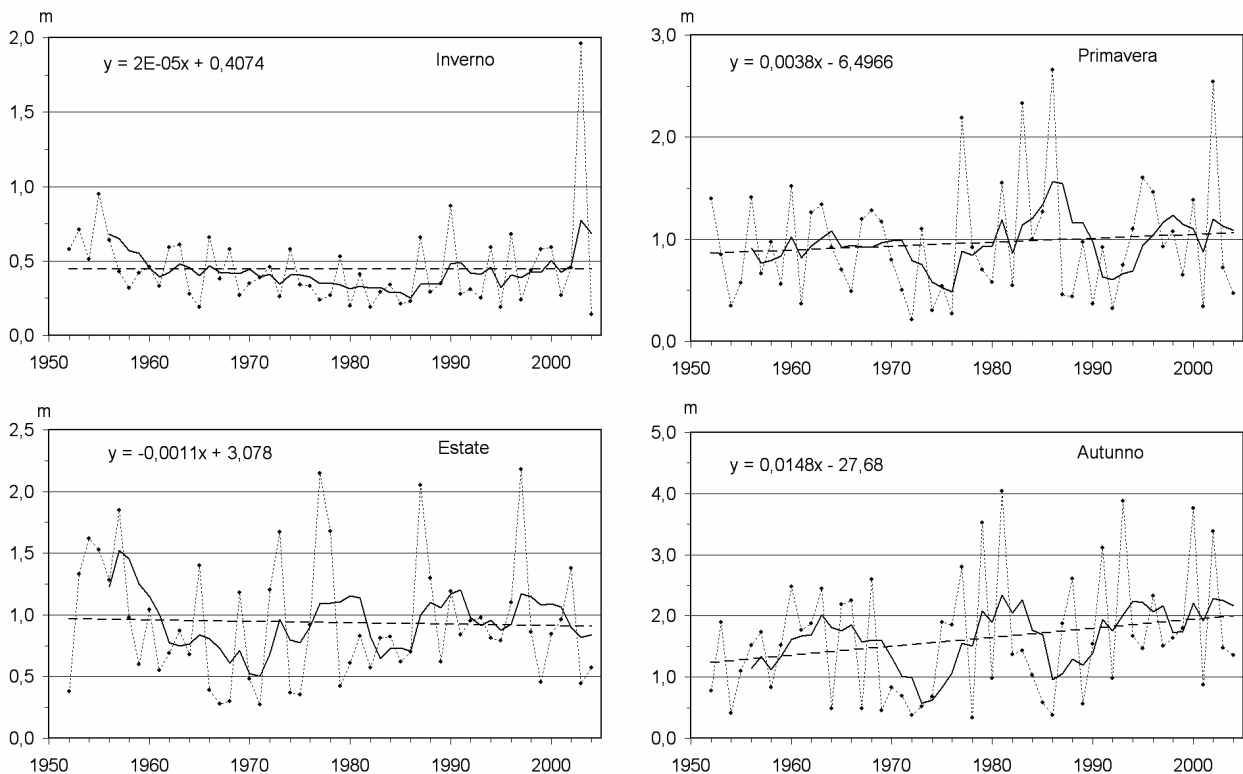 m
2,0
y = 2E-05x + 0,4074
Inverno
1,5
1,0
0,5
0,0
1950 1960 1970 1980 1990 2000
m
3,0
y = 0,0038x - 6,4966
Primavera
2,0
1,0
0,0
1950 1960 1970 1980 1990 2000
m
2,5
y = -0,0011x + 3,078
Estate
2,0
1,5
1,0
0,5
0,0
1950 1960 1970 1980 1990 2000
m
5,0
y = 0,0148x - 27,68
Autunno
4,0
3,0
2,0
1,0
0,0
1950 1960 1970 1980 1990 2000